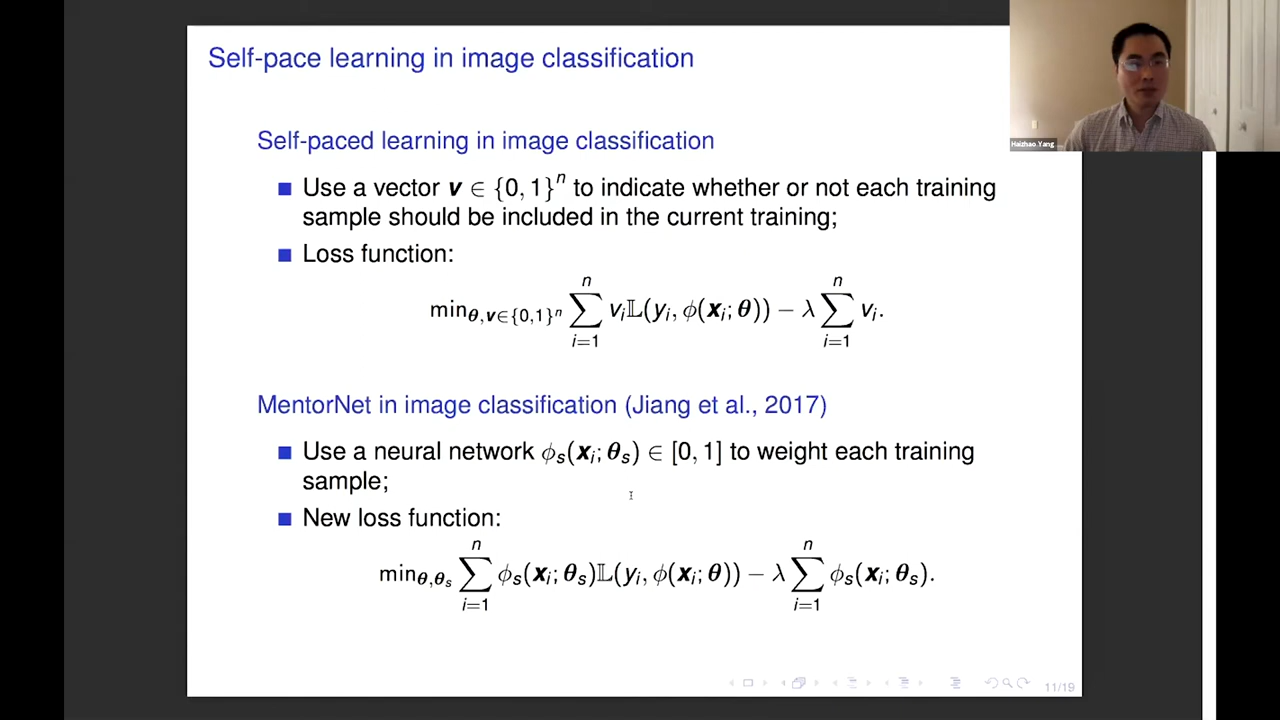 Self-pace learning in image classification
Haizhao Yang
Self-paced learning in image classification
Use a vector v ∈ {0, 1}^n to indicate whether or not each training
sample should be included in the current training;
Loss function:
min_{θ,v∈{0,1}^n} ∑_{i=1}^{n} v_i 𝕃(y_i, ϕ(x_i; θ)) − λ ∑_{i=1}^{n} v_i.
MentorNet in image classification (Jiang et al., 2017)
Use a neural network ϕ_s(x_i; θ_s) ∈ [0, 1] to weight each training
sample;
New loss function:
min_{θ,θ_s} ∑_{i=1}^{n} ϕ_s(x_i; θ_s)𝕃(y_i, ϕ(x_i; θ)) − λ ∑_{i=1}^{n} ϕ_s(x_i; θ_s).
11/19